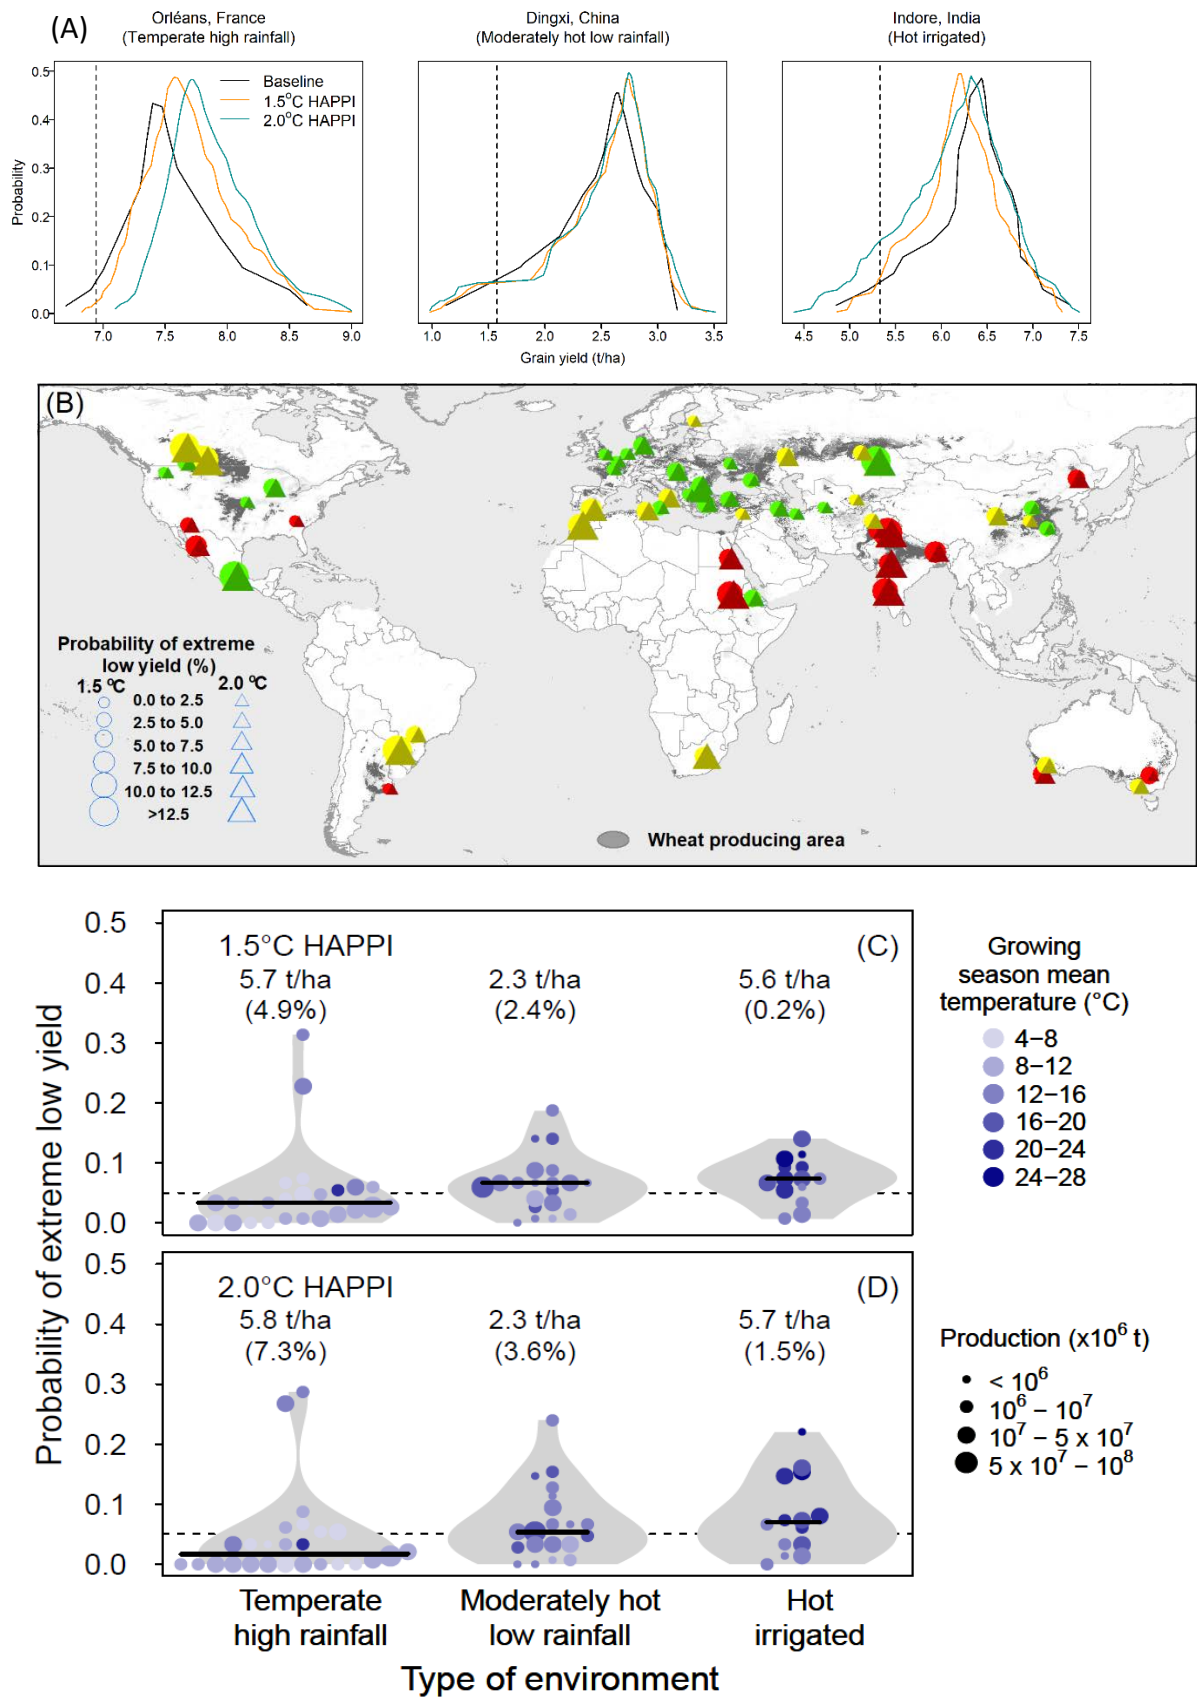 (A)
Orléans, France
(Temperate high rainfall)
Dingxi, China
(Moderately hot low rainfall)
Indore, India
(Hot irrigated)
Probability
0.5
0.4
0.3
0.2
0.1
0.0
Baseline
1.5°C HAPPI
2.0°C HAPPI
7.0 7.5 8.0 8.5 9.0
1.0 1.5 2.0 2.5 3.0 3.5
4.5 5.0 5.5 6.0 6.5 7.0 7.5
Grain yield (t/ha)
(B)
Probability of extreme
low yield (%)
1.5 ºC 2.0 ºC
0.0 to 2.5
2.5 to 5.0
5.0 to 7.5
7.5 to 10.0
10.0 to 12.5
>12.5
Wheat producing area
Probability of extreme low yield
0.5
0.4
0.3
0.2
0.1
0.0
1.5°C HAPPI
(C)
5.7 t/ha 2.3 t/ha 5.6 t/ha
(4.9%) (2.4%) (0.2%)
Growing
season mean
temperature (°C)
4−8
8−12
12−16
16−20
20−24
24−28
0.5
0.4
0.3
0.2
0.1
0.0
2.0°C HAPPI
(D)
5.8 t/ha 2.3 t/ha 5.7 t/ha
(7.3%) (3.6%) (1.5%)
Production (x10⁶ t)
< 10⁶
10⁶ − 10⁷
10⁷ − 5 x 10⁷
5 x 10⁷ − 10⁸
Temperate
high rainfall
Moderately hot
low rainfall
Hot
irrigated
Type of environment